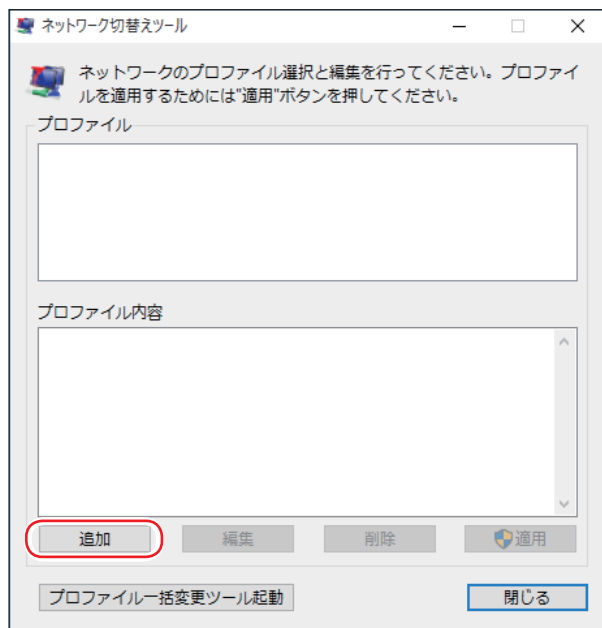 ネットワーク切替えツール
ネットワークのプロファイル選択と編集を行ってください。プロファイ
ルを適用するためには"適用"ボタンを押してください。
プロファイル
プロファイル内容
追加 編集 削除 適用
プロファイル一括変更ツール起動 閉じる